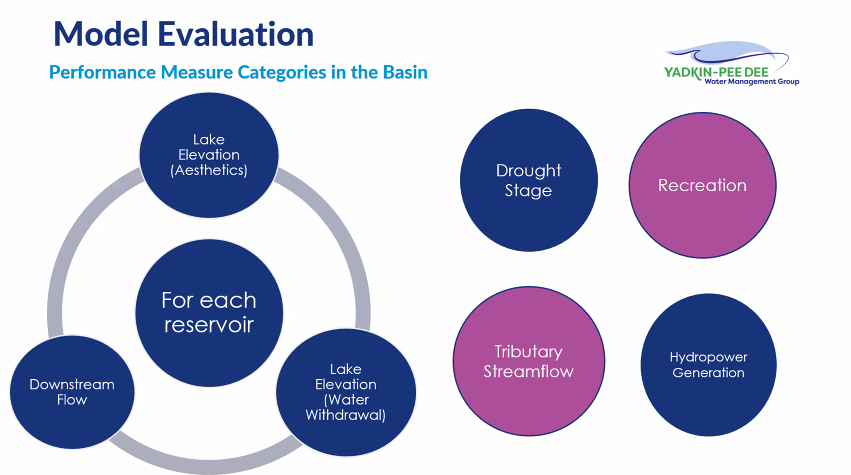 Model Evaluation
Performance Measure Categories in the Basin
YADKIN-PEE DEE
Water Management Group
Lake
Elevation
(Aesthetics)
For each
reservoir
Downstream
Flow
Lake
Elevation
(Water
Withdrawal)
Drought
Stage
Recreation
Tributary
Streamflow
Hydropower
Generation